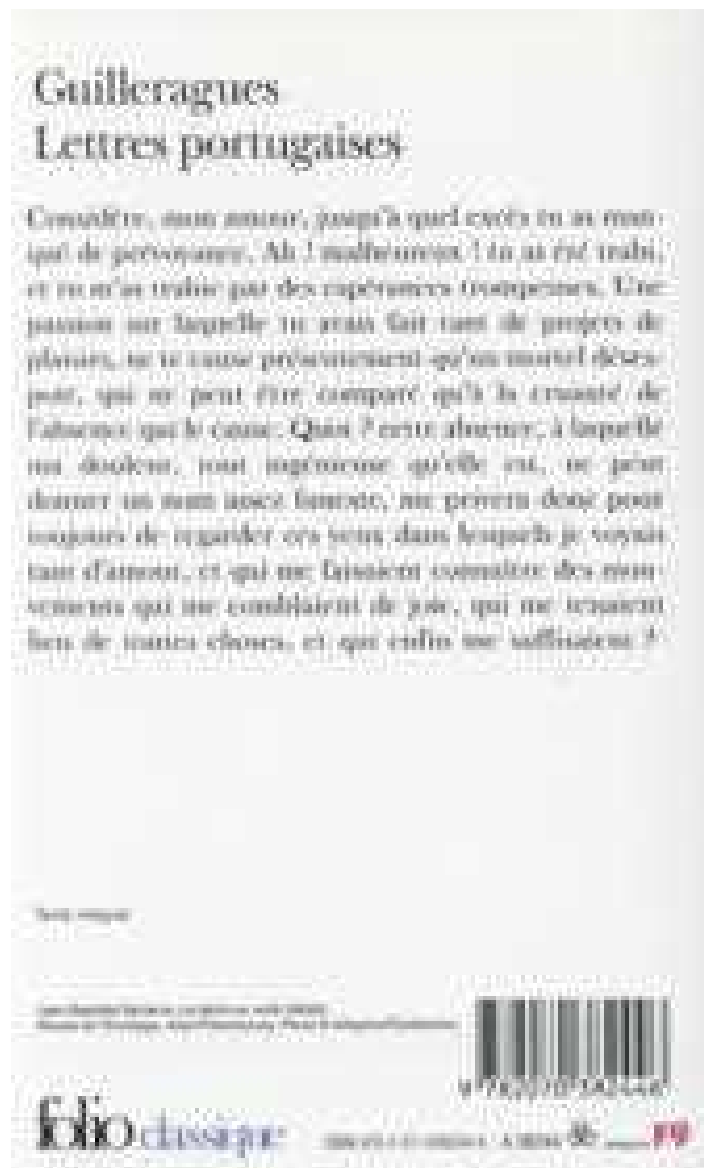 Guilleragues
Lettres portugaises
Considère, mon amour, jusqu'à quel excès tu as man-
qué de prévoyance. Ah ! malheureux ! tu as été trahi,
et tu m'as trahie par des espérances trompeuses. Une
passion sur laquelle tu avais fait tant de projets de
plaisirs, ne te cause présentement qu'un mortel déses-
poir, qui ne peut être comparé qu'à la cruauté de
l'absence qui le cause. Quoi ? cette absence, à laquelle
ma douleur, tout ingénieuse qu'elle est, ne peut
donner un nom assez funeste, me privera donc pour
toujours de regarder ces yeux dans lesquels je voyais
tant d'amour, et qui me faisaient connaître des mou-
vements qui me comblaient de joie, qui me tenaient
lieu de toutes choses, et qui enfin me suffisaient ?
Texte intégral
folio classique